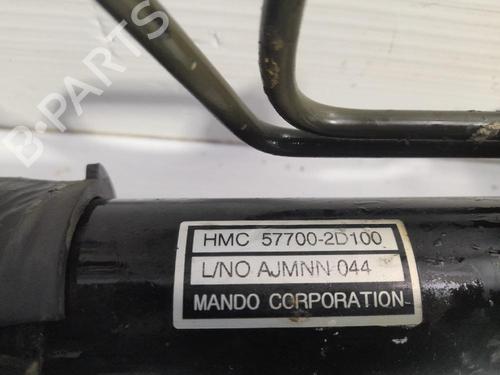 B-PARTS
HMC 57700-2D100
L/NO AJMNN 044
MANDO CORPORATION